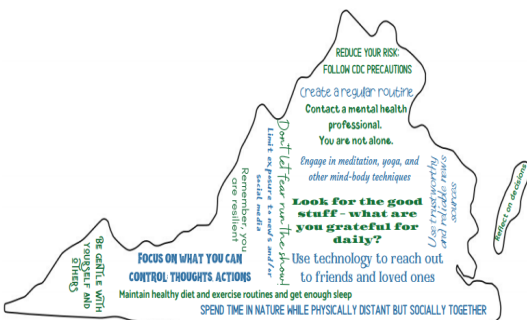 REDUCE YOUR RISK:
FOLLOW CDC PRECAUTIONS
Create a regular routine
Contact a mental health
professional.
You are not alone.
Engage in meditation, yoga, and
other mind-body techniques
Look for the good
stuff - what are
you grateful for
daily?
Use technology to reach out
to friends and loved ones
Don't let fear run the show!
Limit exposure to news and/or
social media
Remember, you
are resilient
Use trustworthy
and reliable news
sources
Reflect on decisions
Be gentle with
yourself and
others
FOCUS ON WHAT YOU CAN
CONTROL: THOUGHTS ACTIONS
Maintain healthy diet and exercise routines and get enough sleep
SPEND TIME IN NATURE WHILE PHYSICALLY DISTANT BUT SOCIALLY TOGETHER